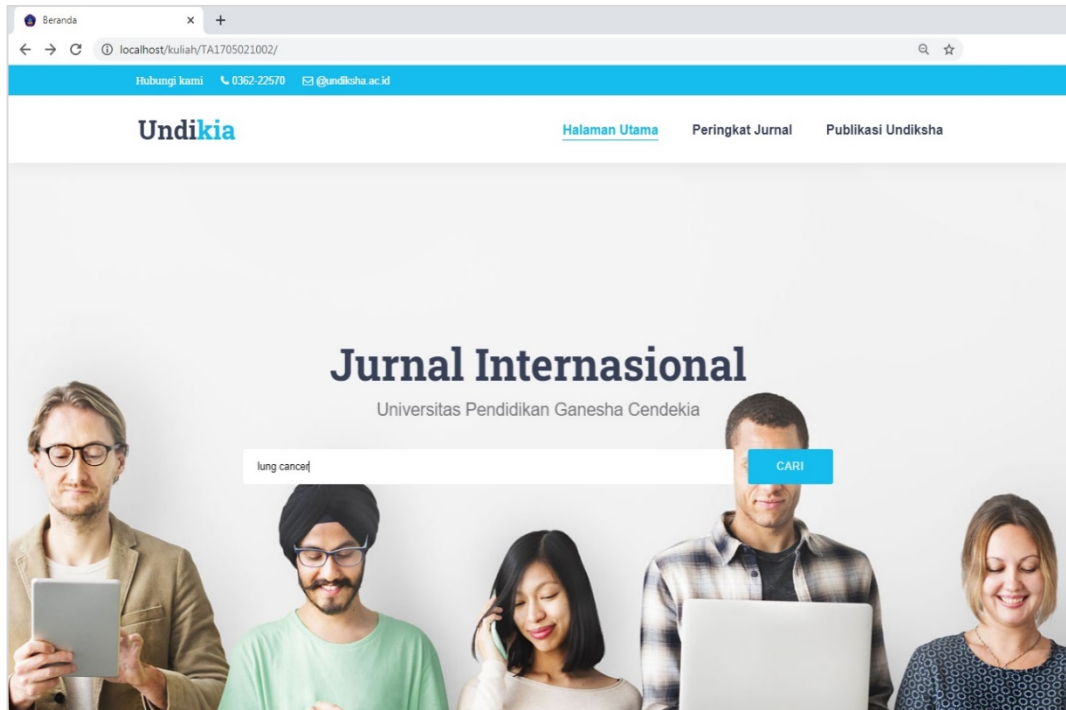 Beranda
localhost/kuliah/TA1705021002/
Hubungi kami 0362-22570 @undiksha.ac.id
Undikia Halaman Utama Peringkat Jurnal Publikasi Undiksha
Jurnal Internasional
Universitas Pendidikan Ganesha Cendekia
lung cancer CARI